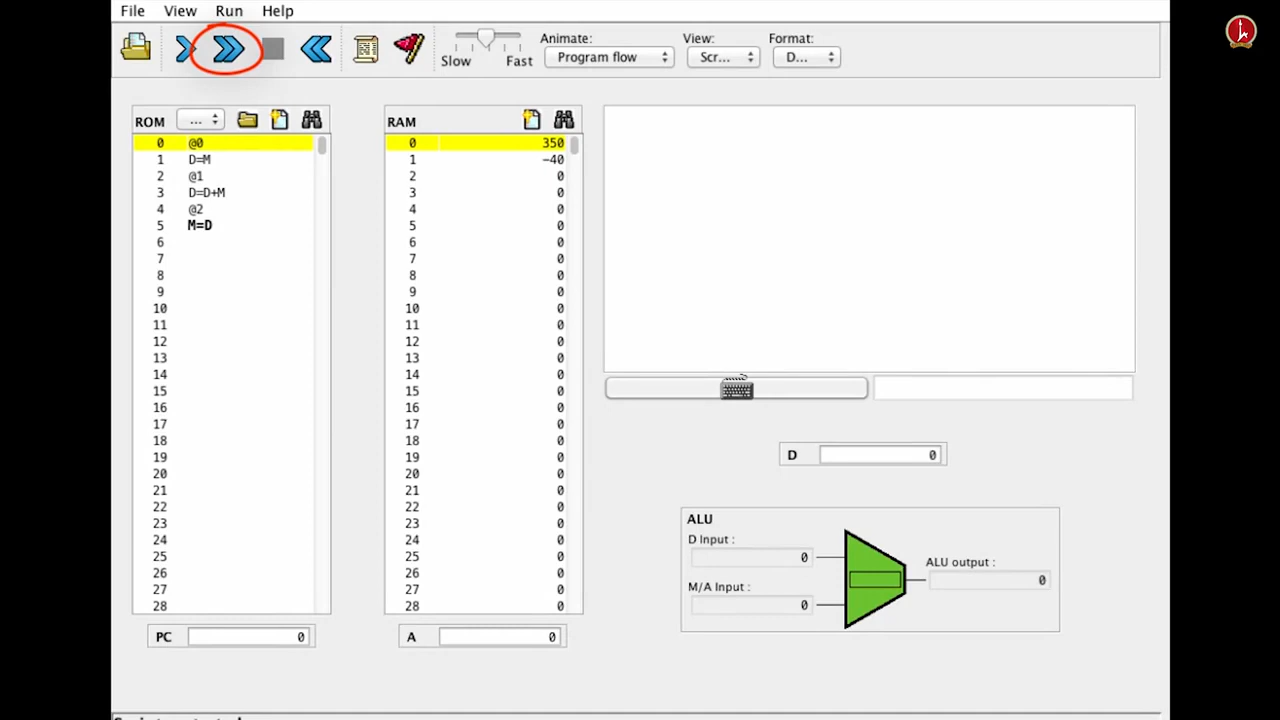 File View Run Help
Animate: View: Format:
Slow Fast Program flow Scr... D...
ROM ... RAM
0 @0 0 350
1 D=M 1 -40
2 @1 2 0
3 D=D+M 3 0
4 @2 4 0
5 M=D 5 0
6 6 0
7 7 0
8 8 0
9 9 0
10 10 0
11 11 0
12 12 0
13 13 0
14 14 0
15 15 0
16 16 0
17 17 0
18 18 0
19 19 0
20 20 0
21 21 0
22 22 0
23 23 0
24 24 0
25 25 0
26 26 0
27 27 0
28 28 0
PC 0 A 0
D 0
ALU
D Input : 0
M/A Input : 0
ALU output : 0